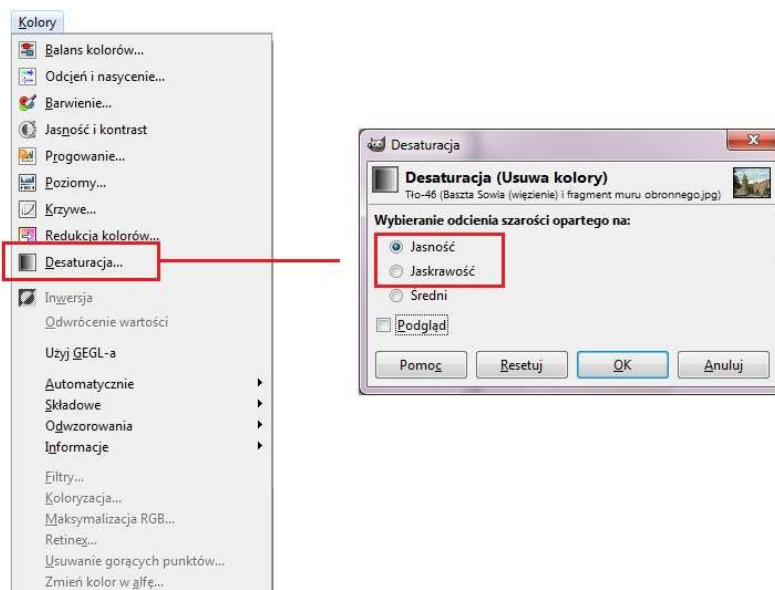 Kolory
Balans kolorów...
Odcień i nasycenie...
Barwienie...
Jasność i kontrast
Progowanie...
Poziomy...
Krzywe...
Redukcja kolorów...
Desaturacja...
Inwersja
Odwrócenie wartości
Użyj GEGL-a
Automatycznie
Składowe
Odwzorowania
Informacje
Filtry...
Koloryzacja...
Maksymalizacja RGB...
Retinex...
Usuwanie gorących punktów...
Zmień kolor w alfę...
Desaturacja
Desaturacja (Usuwa kolory)
Tło-46 (Baszta Sowia (więzienie) i fragment muru obronnego.jpg)
Wybieranie odcienia szarości opartego na:
Jasność
Jaskrawość
Średni
Podgląd
Pomoc Resetuj OK Anuluj